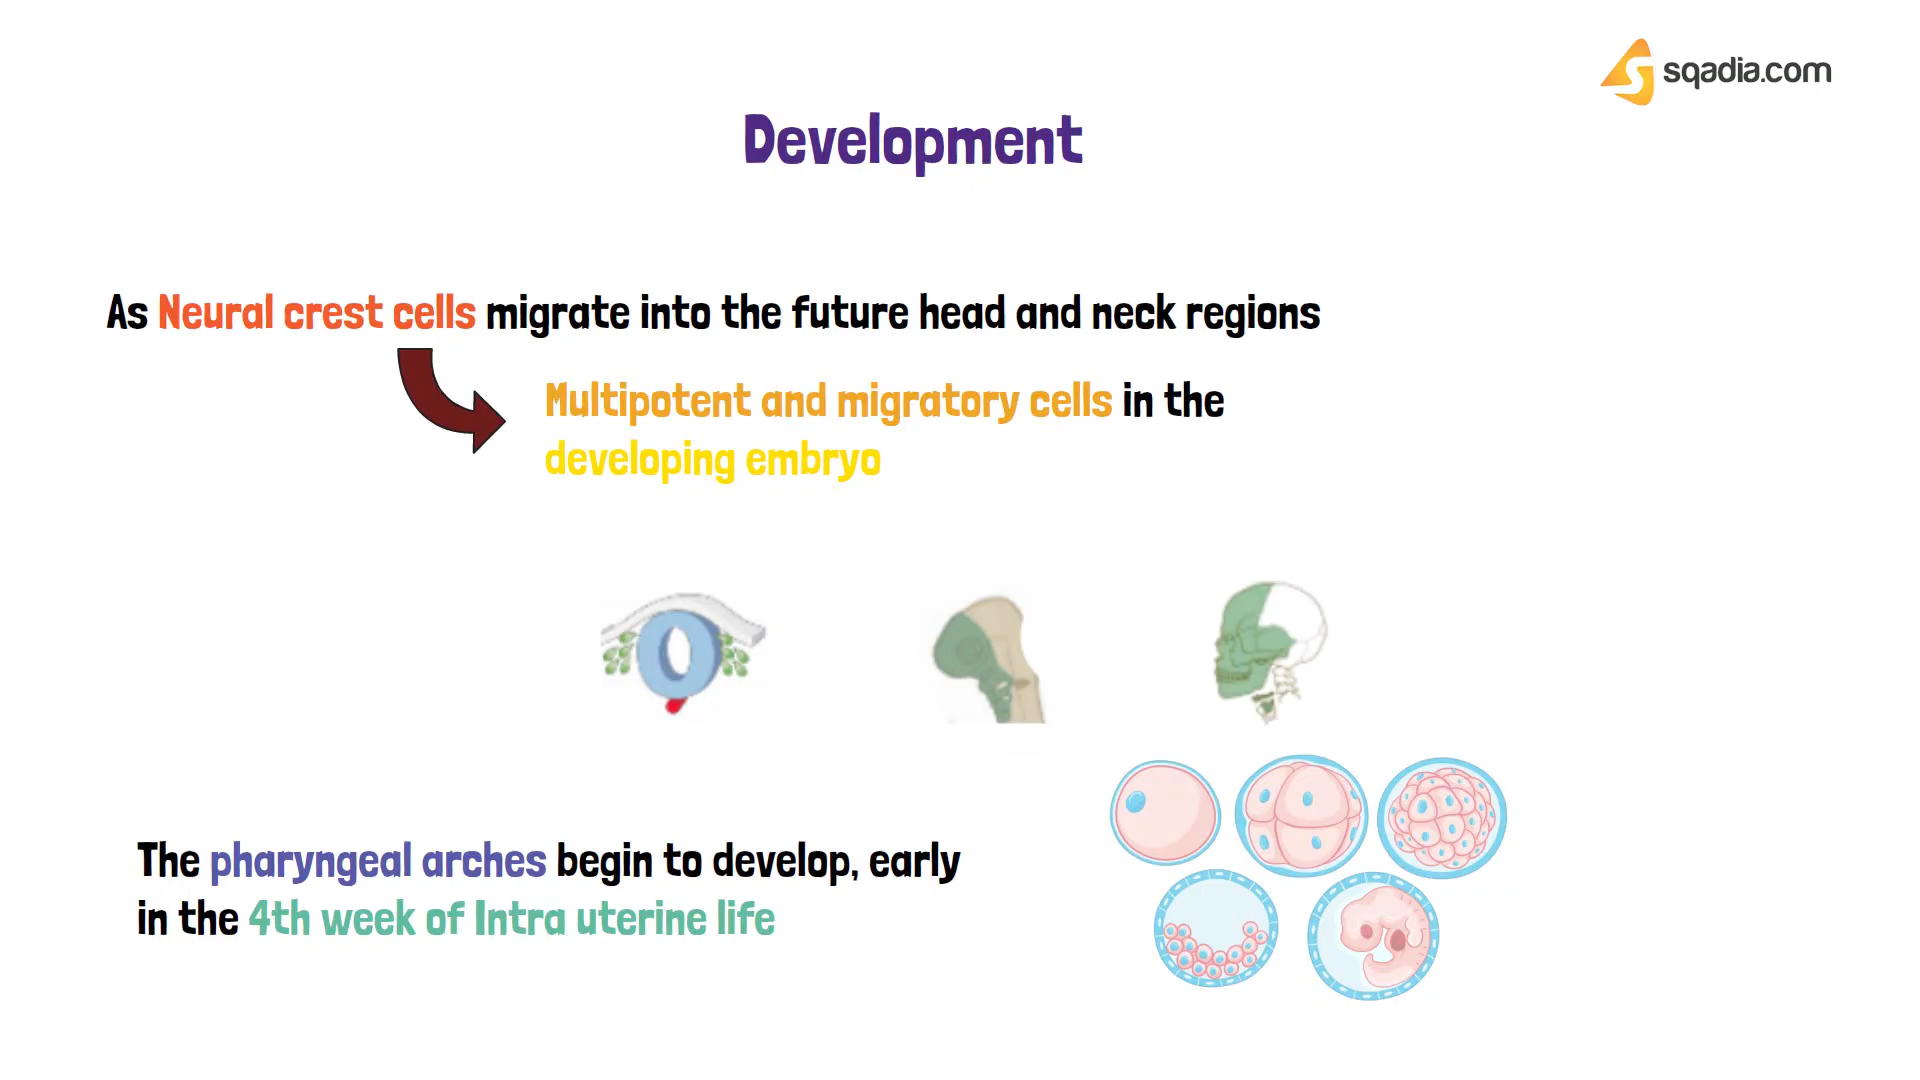 sqadia.com
Development
As Neural crest cells migrate into the future head and neck regions
Multipotent and migratory cells in the
developing embryo
The pharyngeal arches begin to develop, early
in the 4th week of Intra uterine life